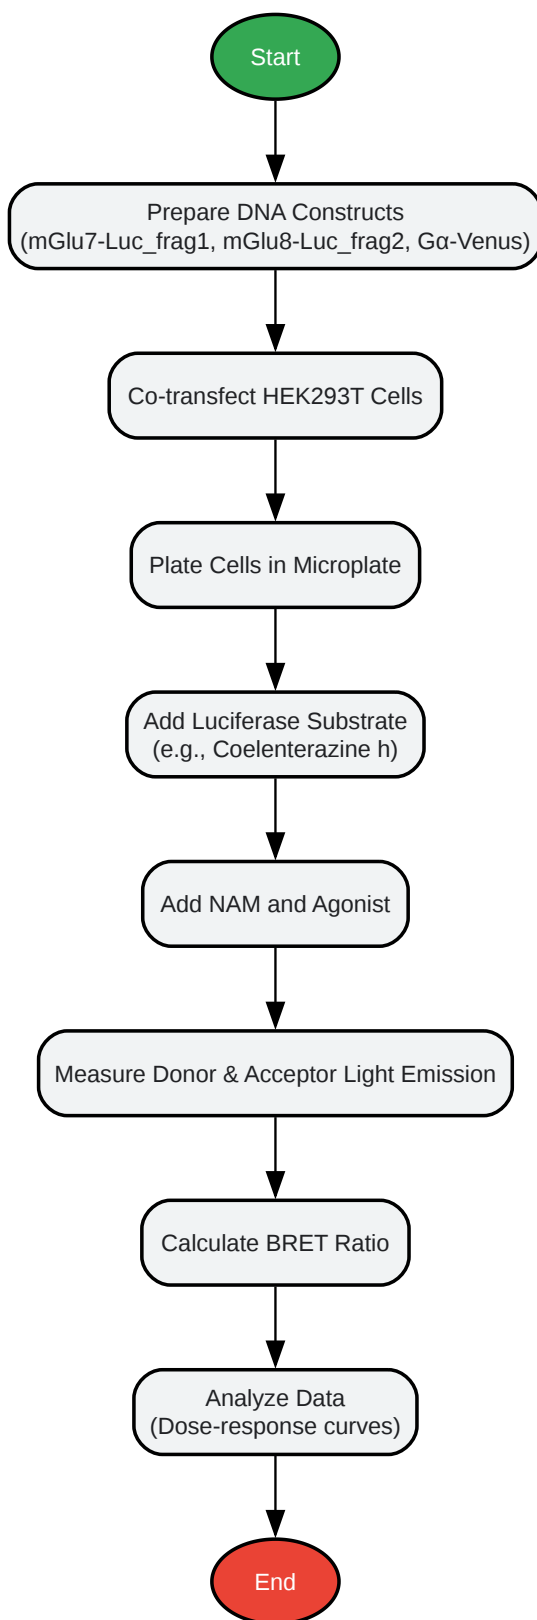 Start
Prepare DNA Constructs
(mGlu7-Luc_frag1, mGlu8-Luc_frag2, Gα-Venus)
Co-transfect HEK293T Cells
Plate Cells in Microplate
Add Luciferase Substrate
(e.g., Coelenterazine h)
Add NAM and Agonist
Measure Donor & Acceptor Light Emission
Calculate BRET Ratio
Analyze Data
(Dose-response curves)
End